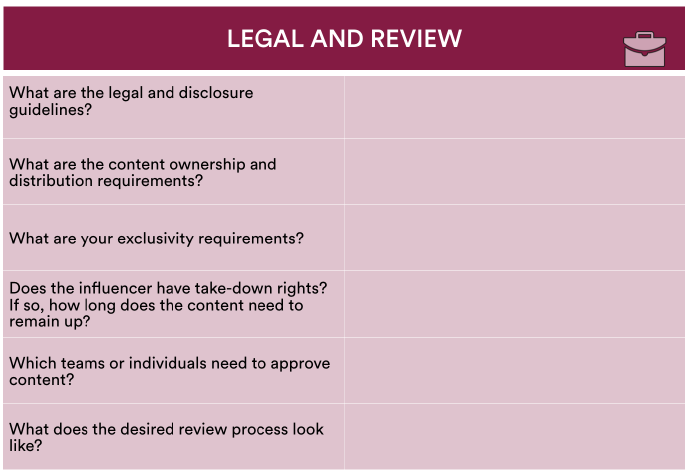 LEGAL AND REVIEW
What are the legal and disclosure
guidelines?
What are the content ownership and
distribution requirements?
What are your exclusivity requirements?
Does the influencer have take-down rights?
If so, how long does the content need to
remain up?
Which teams or individuals need to approve
content?
What does the desired review process look
like?